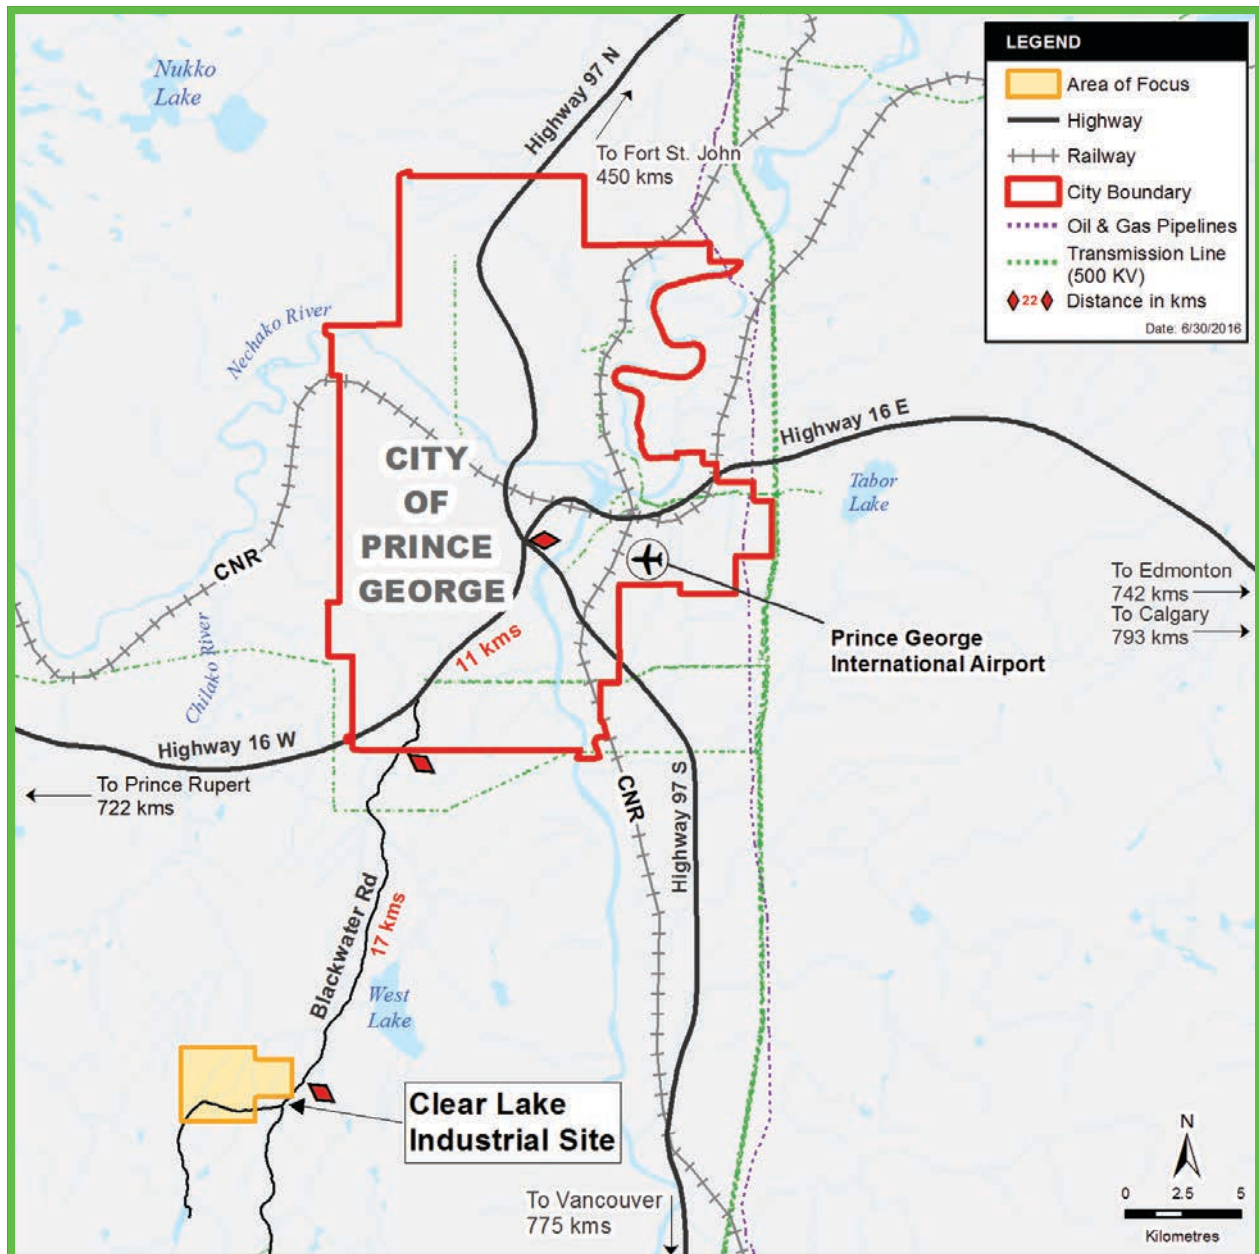 Nukko
Lake
Highway 97 N
To Fort St. John
450 kms
LEGEND
Area of Focus
Highway
Railway
City Boundary
Oil & Gas Pipelines
Transmission Line
(500 KV)
22
Distance in kms
Date: 6/30/2016
Nechako River
CITY
OF
PRINCE
GEORGE
Highway 16 E
Tabor
Lake
CNR
To Edmonton
742 kms
To Calgary
793 kms
Prince George
International Airport
Chilako River
11 kms
Highway 16 W
To Prince Rupert
722 kms
CNR
Highway 97 S
Blackwater Rd
17 kms
West
Lake
Clear Lake
Industrial Site
To Vancouver
775 kms
N
0 2.5 5
Kilometres